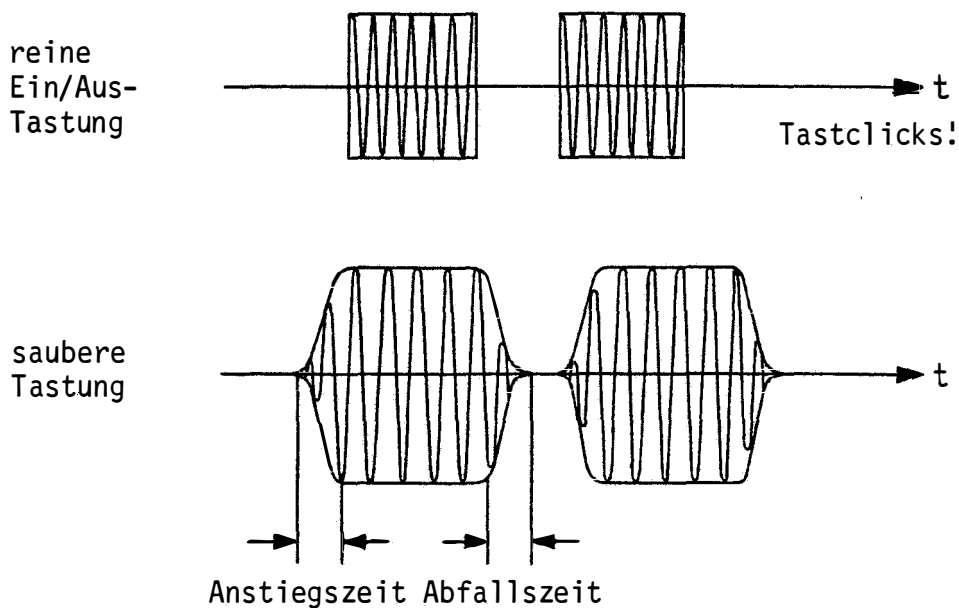 reine
Ein/Aus-
Tastung
t
Tastclicks!
saubere
Tastung
t
Anstiegszeit Abfallszeit